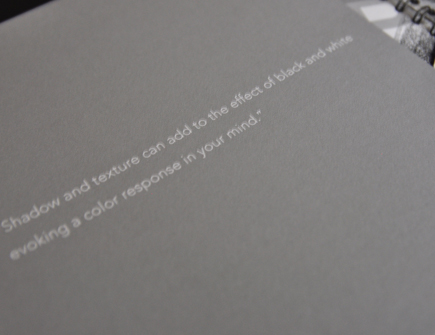 Shadow and texture can add to the effect of black and white
evoking a color response in your mind."